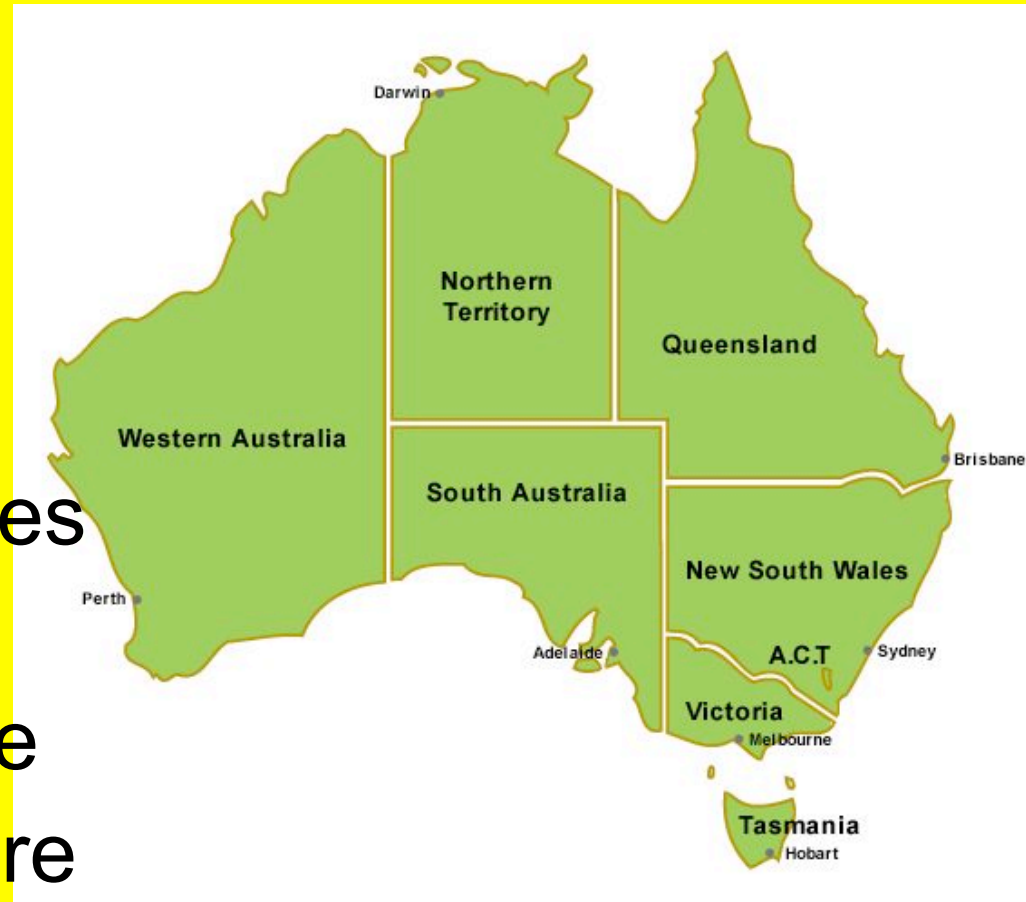 Darwin
Northern
Territory
Queensland
Western Australia
Brisbane
South Australia
es
New South Wales
Perth
Adelaide
A.C.T
Sydney
Victoria
e
Melbourne
Tasmania
re
Hobart